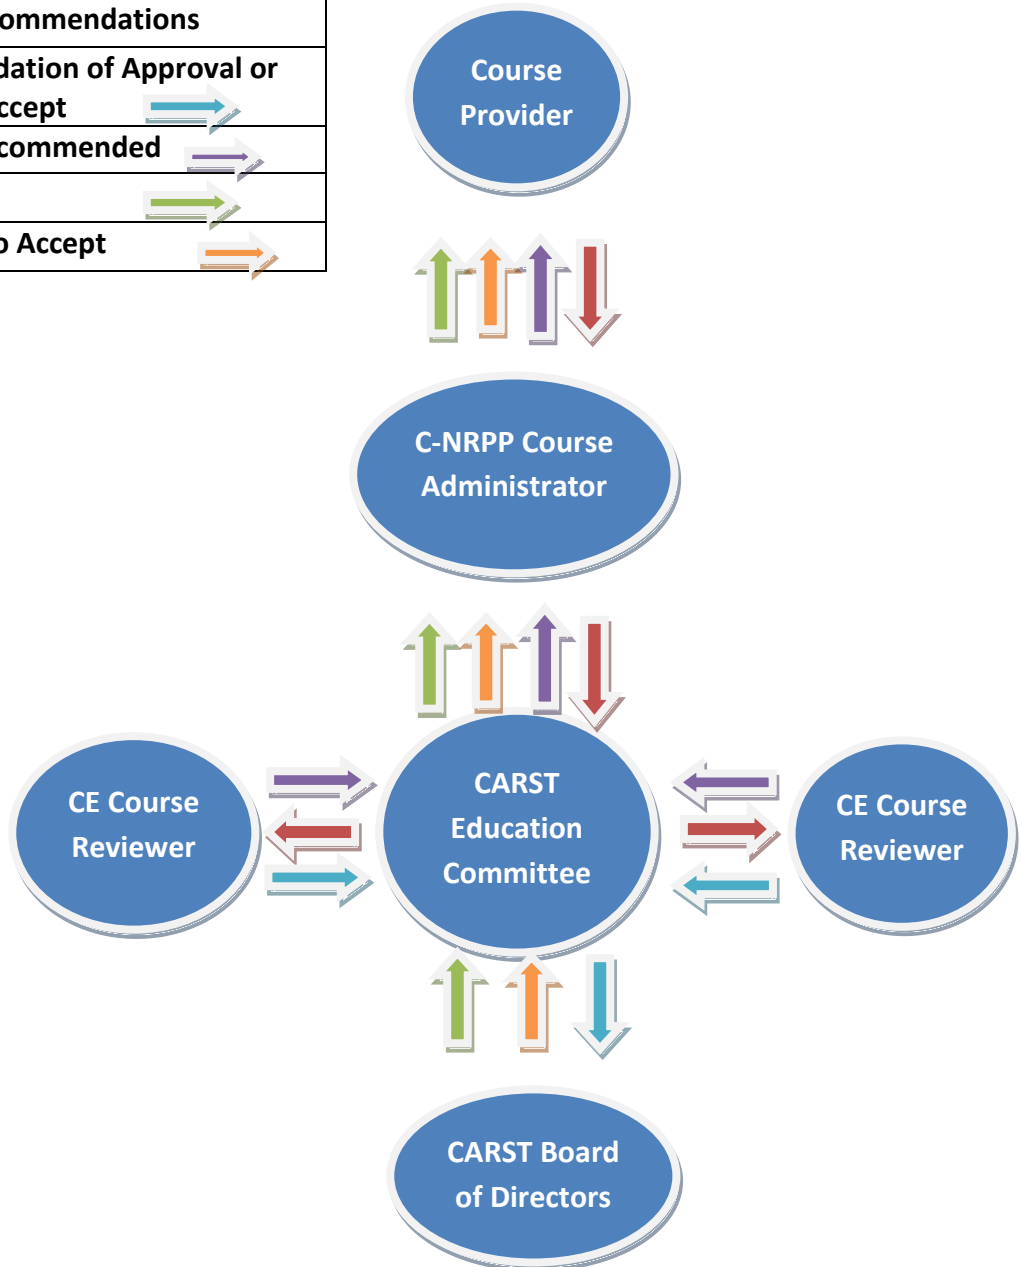 ommendations
dation of Approval or
ccept
commended
o Accept
Course
Provider
C-NRPP Course
Administrator
CE Course
Reviewer
CARST
Education
Committee
CE Course
Reviewer
CARST Board
of Directors